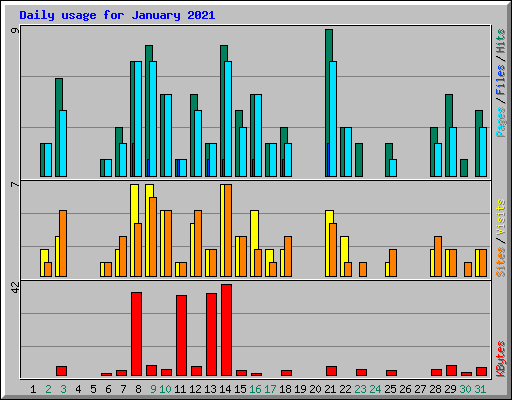 Daily usage for January 2021
9
Pages / Files / Hits
7
Sites / Visits
42
KBytes
1 2 3 4 5 6 7 8 9 10 11 12 13 14 15 16 17 18 19 20 21 22 23 24 25 26 27 28 29 30 31